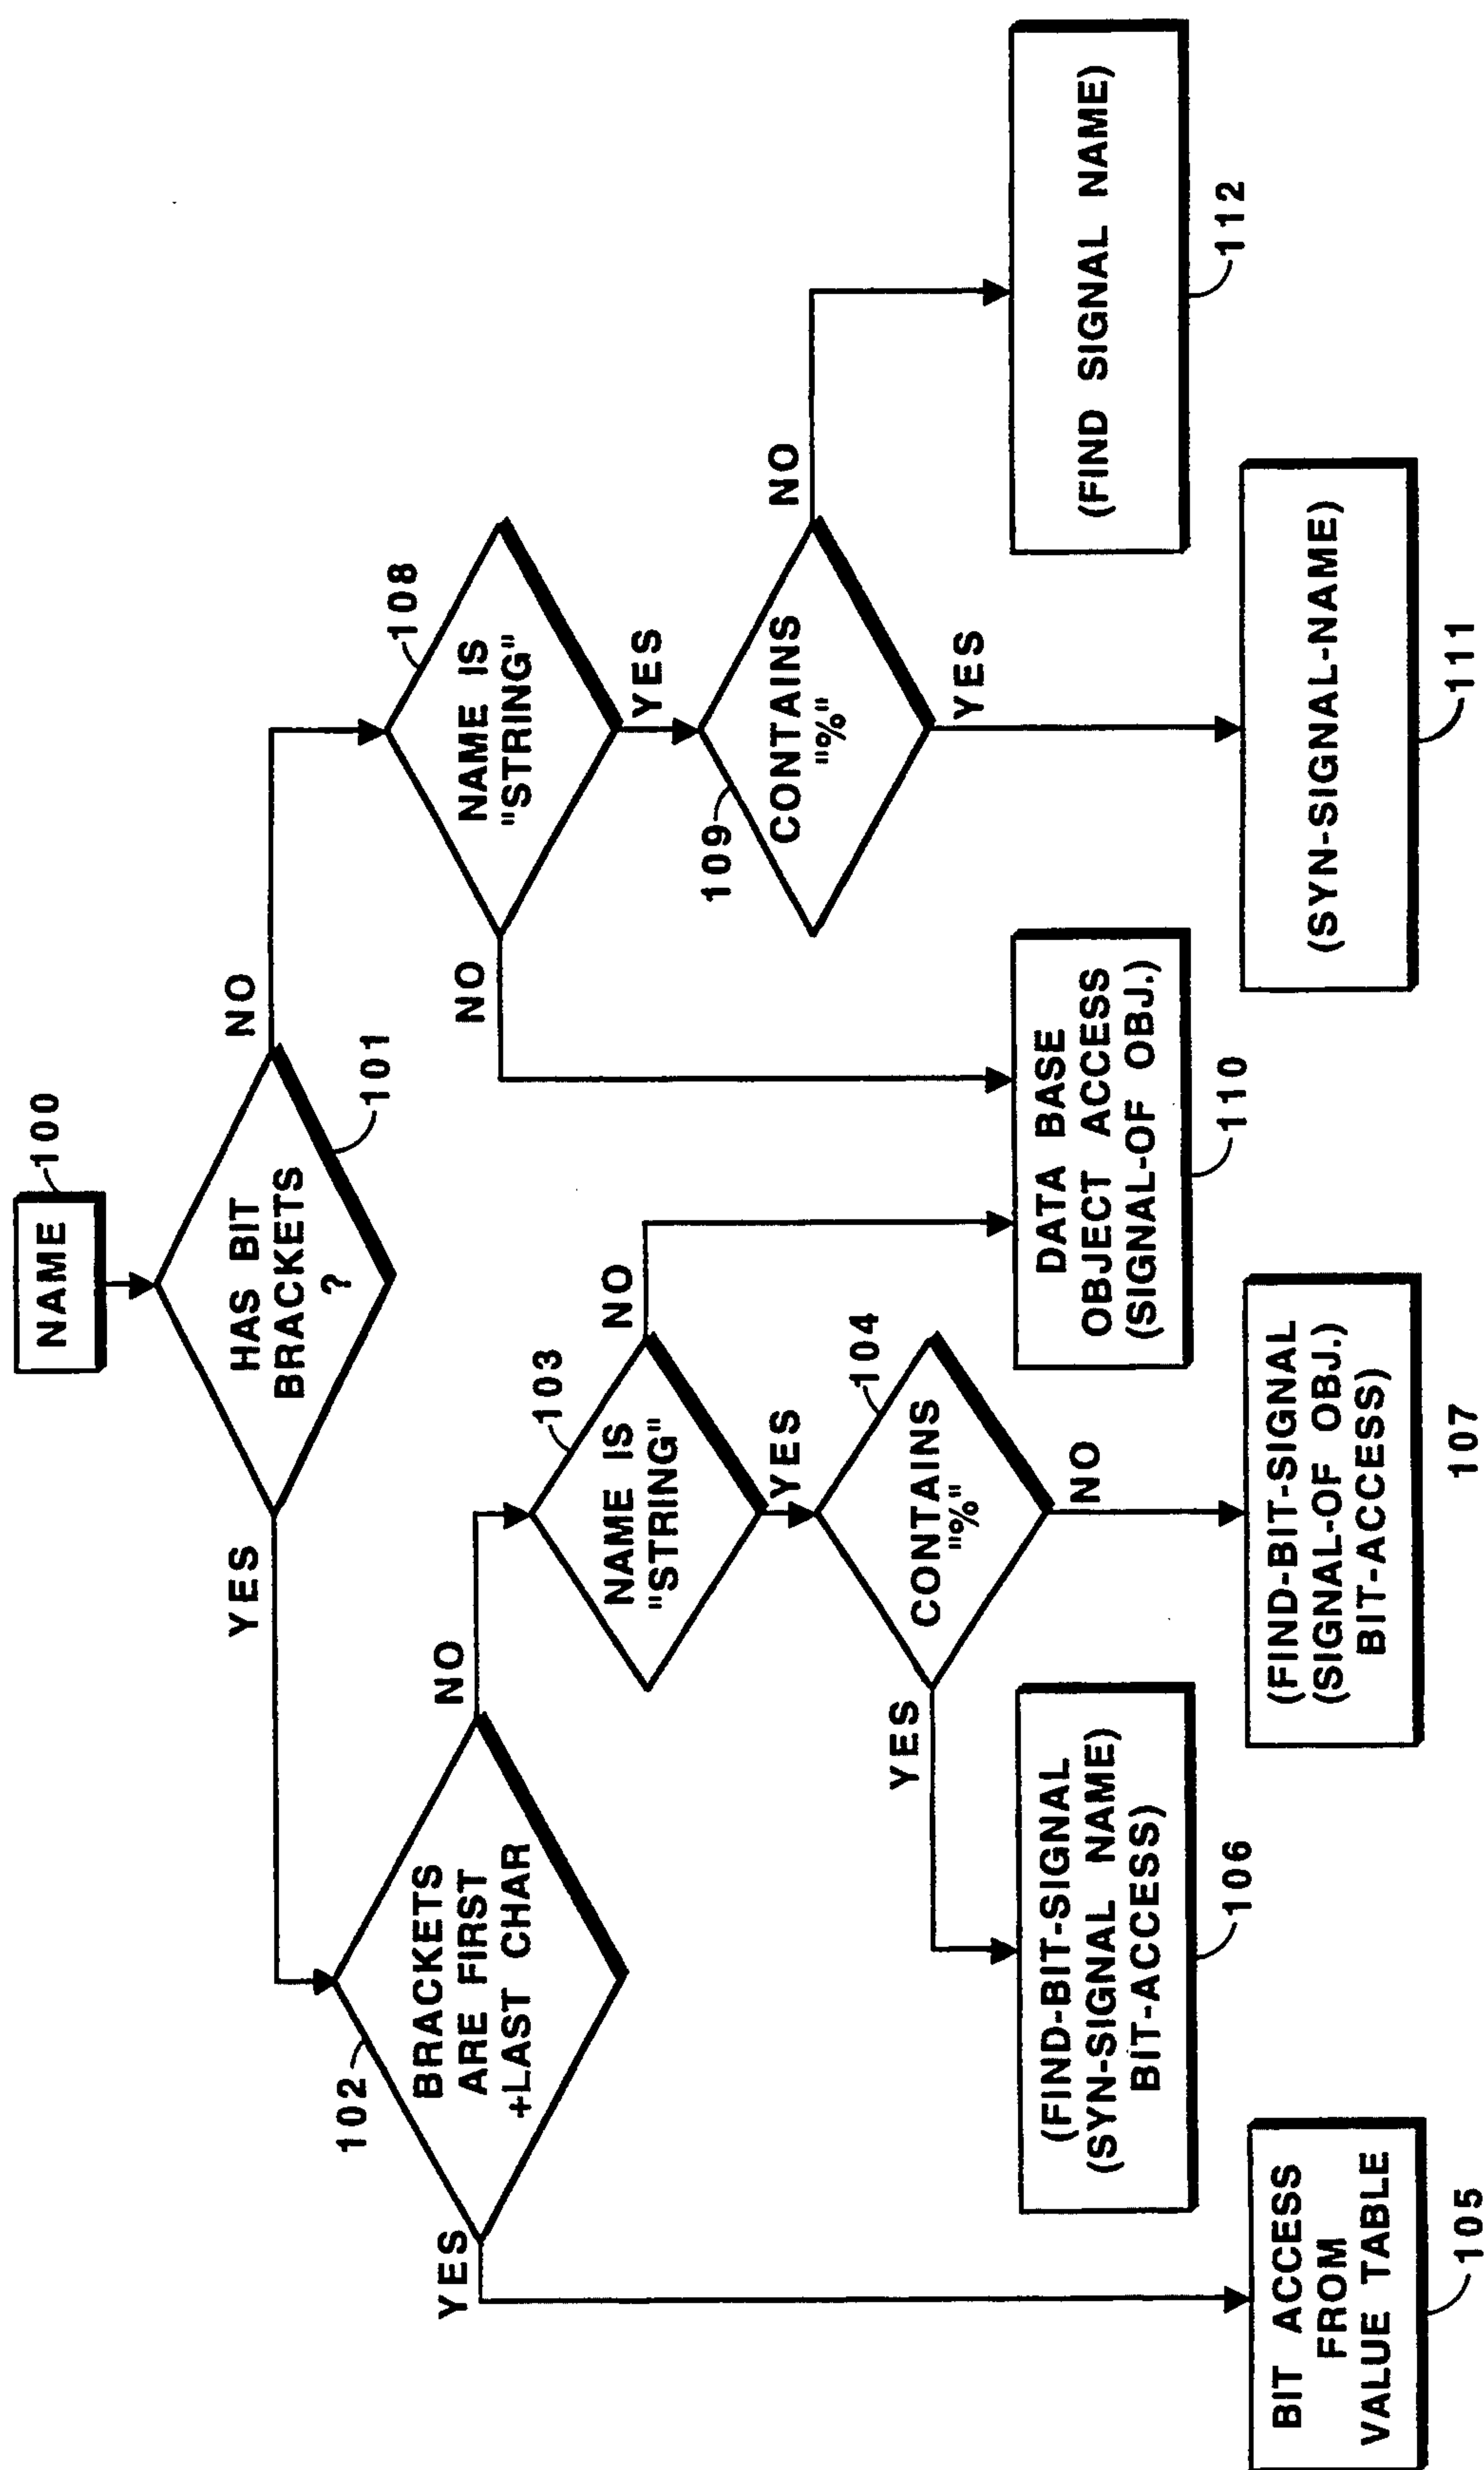 NAME
100
HAS BIT
BRACKETS
?
101
YES
NO
102
BRACKETS
ARE FIRST
+LAST CHAR
YES
NO
103
NAME IS
"STRING"
NO
YES
104
CONTAINS
"%"
YES
NO
108
NAME IS
"STRING"
NO
YES
109
CONTAINS
"%"
NO
YES
BIT ACCESS
FROM
VALUE TABLE
105
(FIND-BIT-SIGNAL
(SYN-SIGNAL NAME)
BIT-ACCESS)
106
(FIND-BIT-SIGNAL
(SIGNAL-OF OBJ.)
BIT-ACCESS)
107
DATA BASE
OBJECT ACCESS
(SIGNAL-OF OBJ.)
110
(SYN-SIGNAL-NAME)
111
(FIND SIGNAL NAME)
112